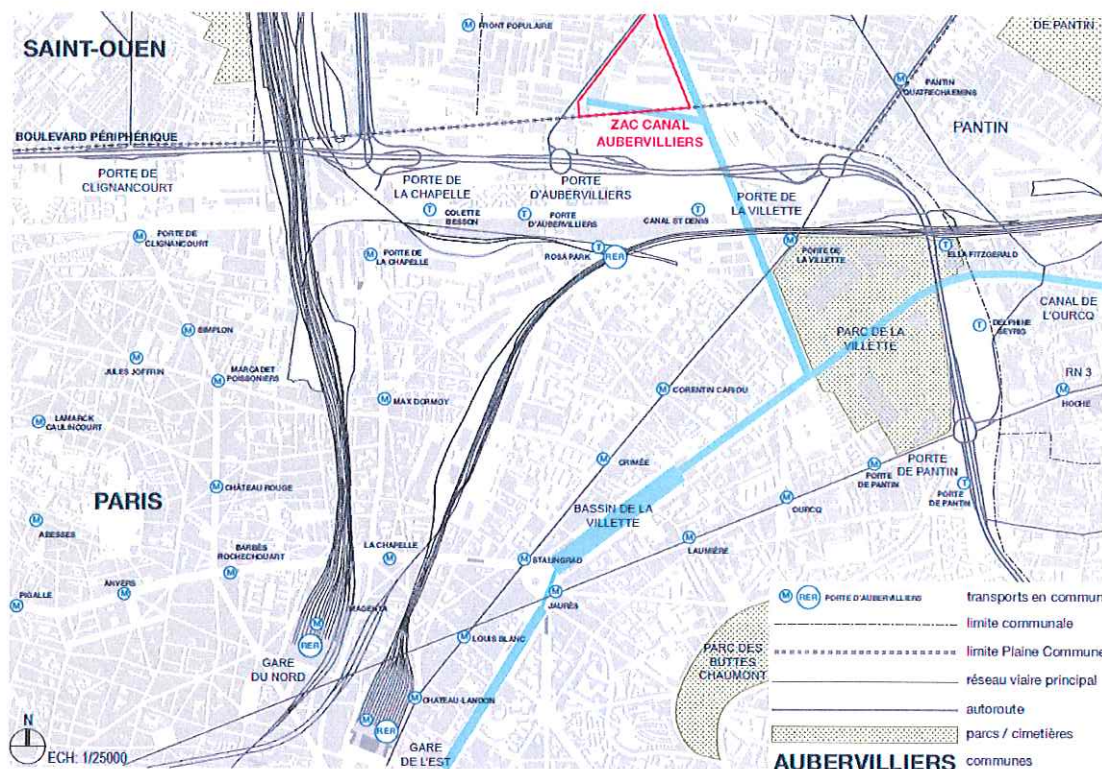 FRONT POPULAIRE
DE PANTIN
SAINT-OUEN
PANTIN
QUATRECHAEMENS
ZAC CANAL
AUBERVILLIERS
PANTIN
BOULEVARD PÉRIPHÉRIQUE
PORTE DE
CLIGNANCOURT
PORTE DE
LA CHAPELLE
PORTE
D'AUBERVILLIERS
PORTE DE
LA VILLETTE
COLETTE
BESSON
PORTE
D'AUBERVILLIERS
CANAL ST DENIS
PORTE DE
CLIGNANCOURT
PORTE DE
LA CHAPELLE
ROSA PARK
RER
PORTE DE
LA VILLETTE
ELLA FITZGERALD
CANAL DE
L'OURCQ
SIMPLON
PARC DE LA
VILLETTE
DELPHINE
SEYRIG
JULES JOFFRIN
MARCADET
POISSONIERS
RN 3
HOCHE
MAX DORMOY
CORENTIN CARIOU
LAMARCK
CAULINCOURT
CRIMÉE
PORTE
DE PANTIN
PORTE
DE PANTIN
PORTE
DE PANTIN
PARIS
CHÂTEAU ROUGE
OURCQ
BASSIN DE LA
VILLETTE
ABESSES
LAUMIÈRE
BARBÈS
ROCHECHOUART
LA CHAPELLE
STALINGRAD
ANVERS
PIGALLE
JAURÈS
MAGENTA
RER
LOUIS BLANC
GARE
DU NORD
PARC DES
BUTTES
CHAUMONT
CHATEAU-LANDON
RER
GARE
DE L'EST
M RER PORTE D'AUBERVILLIERS transports en commun
limite communale
limite Plaine Commune
réseau viaire principal
autoroute
parcs / cimetières
AUBERVILLIERS communes
N
ECH: 1/25000